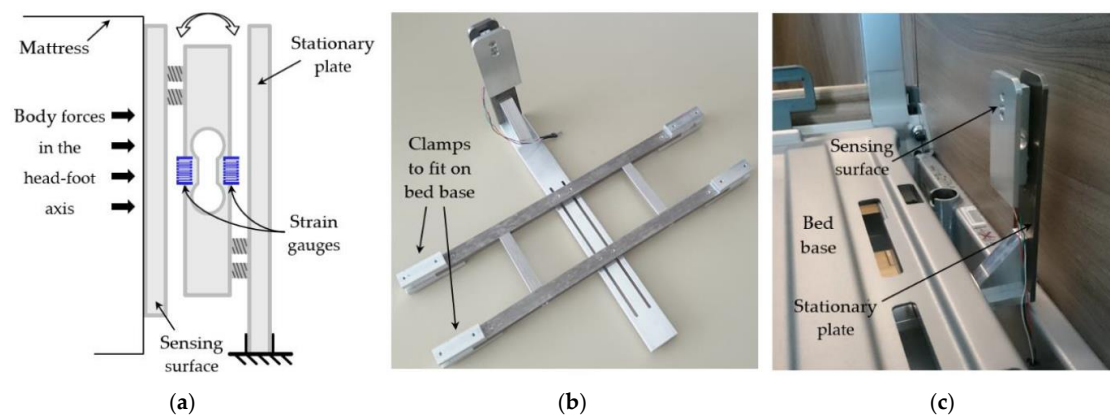 Mattress
Body forces
in the
head-foot
axis
Stationary
plate
Strain
gauges
Sensing
surface
(a)
Clamps
to fit on
bed base
(b)
Sensing
surface
Bed
base
Stationary
plate
(c)